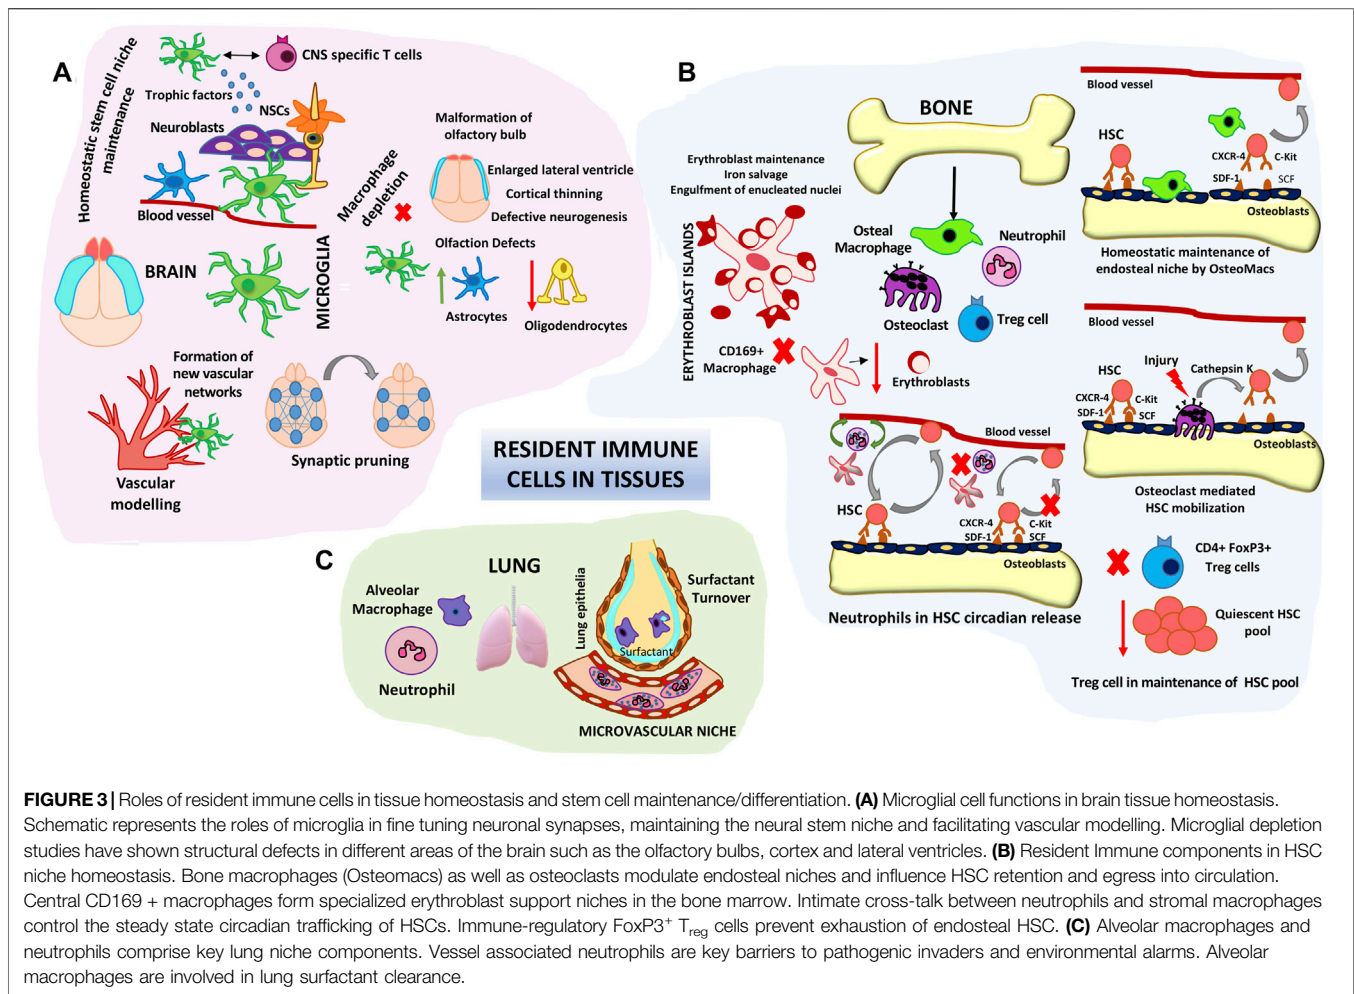 A
Homeostatic stem cell niche
maintenance
CNS specific T cells
Trophic factors
NSCs
Neuroblasts
Blood vessel
BRAIN
MICROGLIA
Macrophage
depletion
Malformation of
olfactory bulb
Enlarged lateral ventricle
Cortical thinning
Defective neurogenesis
Olfaction Defects
Astrocytes
Oligodendrocytes
Formation of
new vascular
networks
Vascular
modelling
Synaptic pruning
RESIDENT IMMUNE
CELLS IN TISSUES
B
BONE
Erythroblast maintenance
Iron salvage
Engulfment of enucleated nuclei
ERYTHROBLAST ISLANDS
CD169+
Macrophage
Erythroblasts
Osteal
Macrophage
Neutrophil
Osteoclast
Treg cell
Blood vessel
HSC
CXCR-4
C-Kit
SDF-1
SCF
Osteoblasts
Homeostatic maintenance of
endosteal niche by OsteoMacs
Blood vessel
Injury
Cathepsin K
HSC
CXCR-4
C-Kit
SDF-1
SCF
Osteoblasts
Osteoclast mediated
HSC mobilization
Blood vessel
HSC
CXCR-4
C-Kit
SDF-1
SCF
Osteoblasts
Neutrophils in HSC circadian release
CD4+ FoxP3+
Treg cells
Quiescent HSC
pool
Treg cell in maintenance of HSC pool
C
LUNG
Alveolar
Macrophage
Neutrophil
Lung epithelia
Surfactant
Turnover
Surfactant
MICROVASCULAR NICHE
FIGURE 3 | Roles of resident immune cells in tissue homeostasis and stem cell maintenance/differentiation. (A) Microglial cell functions in brain tissue homeostasis.
Schematic represents the roles of microglia in fine tuning neuronal synapses, maintaining the neural stem niche and facilitating vascular modelling. Microglial depletion
studies have shown structural defects in different areas of the brain such as the olfactory bulbs, cortex and lateral ventricles. (B) Resident Immune components in HSC
niche homeostasis. Bone macrophages (Osteomacs) as well as osteoclasts modulate endosteal niches and influence HSC retention and egress into circulation.
Central CD169 + macrophages form specialized erythroblast support niches in the bone marrow. Intimate cross-talk between neutrophils and stromal macrophages
control the steady state circadian trafficking of HSCs. Immune-regulatory FoxP3⁺ Treg cells prevent exhaustion of endosteal HSC. (C) Alveolar macrophages and
neutrophils comprise key lung niche components. Vessel associated neutrophils are key barriers to pathogenic invaders and environmental alarms. Alveolar
macrophages are involved in lung surfactant clearance.